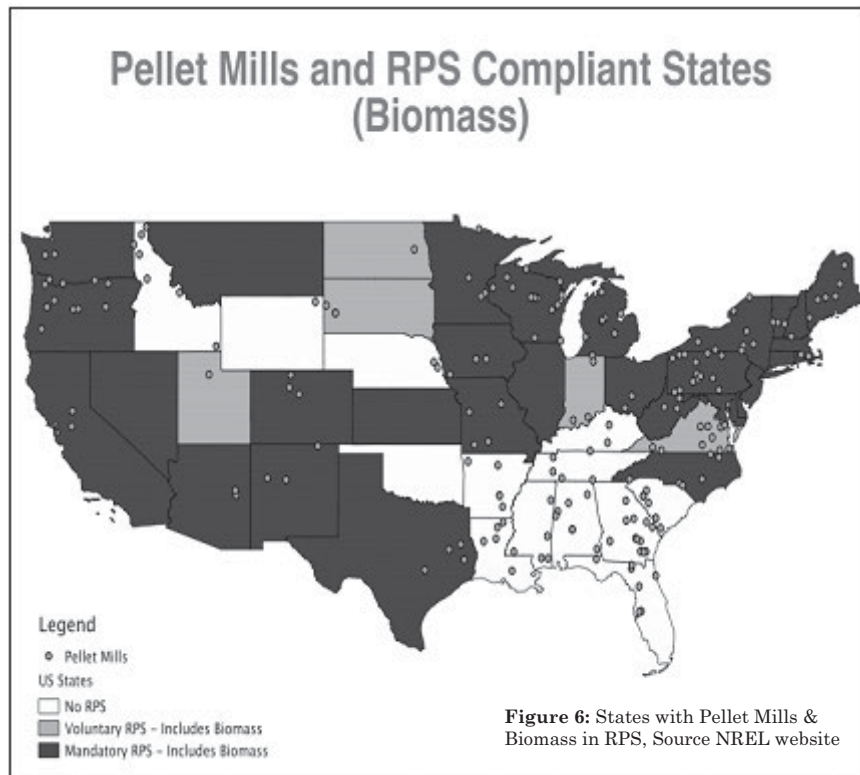 Pellet Mills and RPS Compliant States
(Biomass)
Legend
Pellet Mills
US States
No RPS
Voluntary RPS – Includes Biomass
Mandatory RPS – Includes Biomass
Figure 6: States with Pellet Mills &
Biomass in RPS, Source NREL website